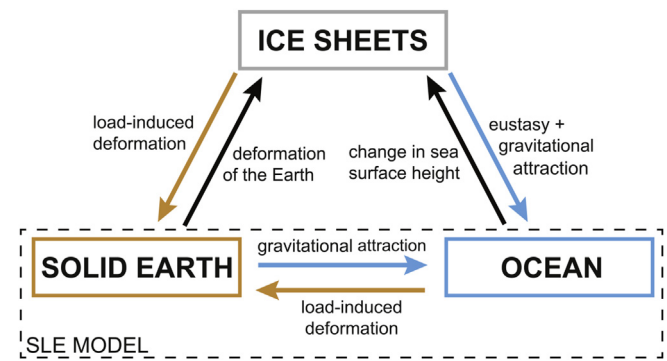 ICE SHEETS
load-induced
deformation
deformation
of the Earth
change in sea
surface height
eustasy +
gravitational
attraction
SOLID EARTH
gravitational attraction
OCEAN
load-induced
deformation
SLE MODEL